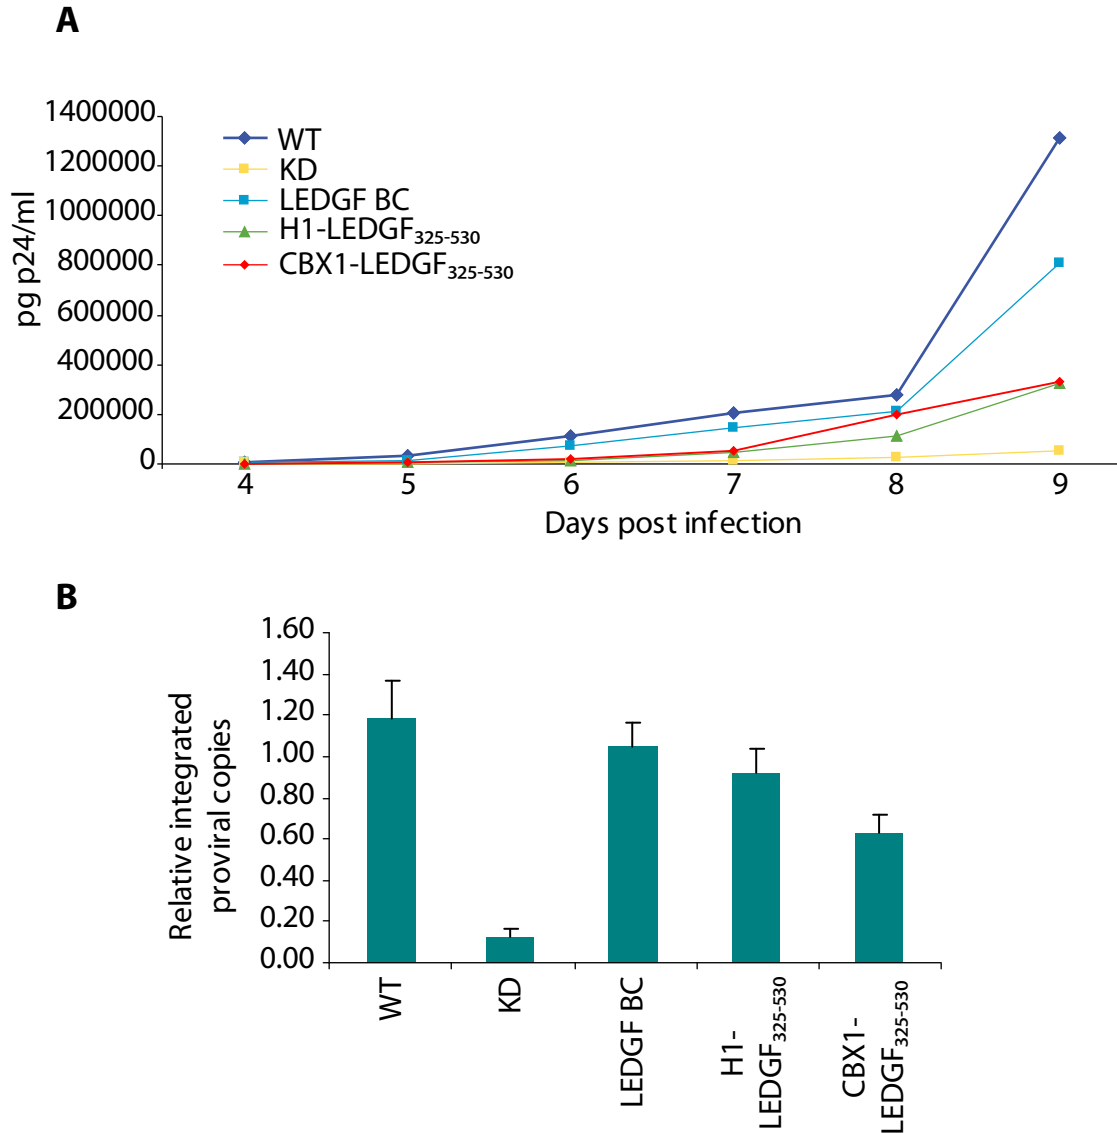 A
1400000
1200000
1000000
800000
600000
400000
200000
0
pg p24/ml
WT
KD
LEDGF BC
H1-LEDGF325-530
CBX1-LEDGF325-530
4 5 6 7 8 9
Days post infection
B
1.60
1.40
1.20
1.00
0.80
0.60
0.40
0.20
0.00
Relative integrated
proviral copies
WT
KD
LEDGF BC
H1-
LEDGF325-530
CBX1-
LEDGF325-530